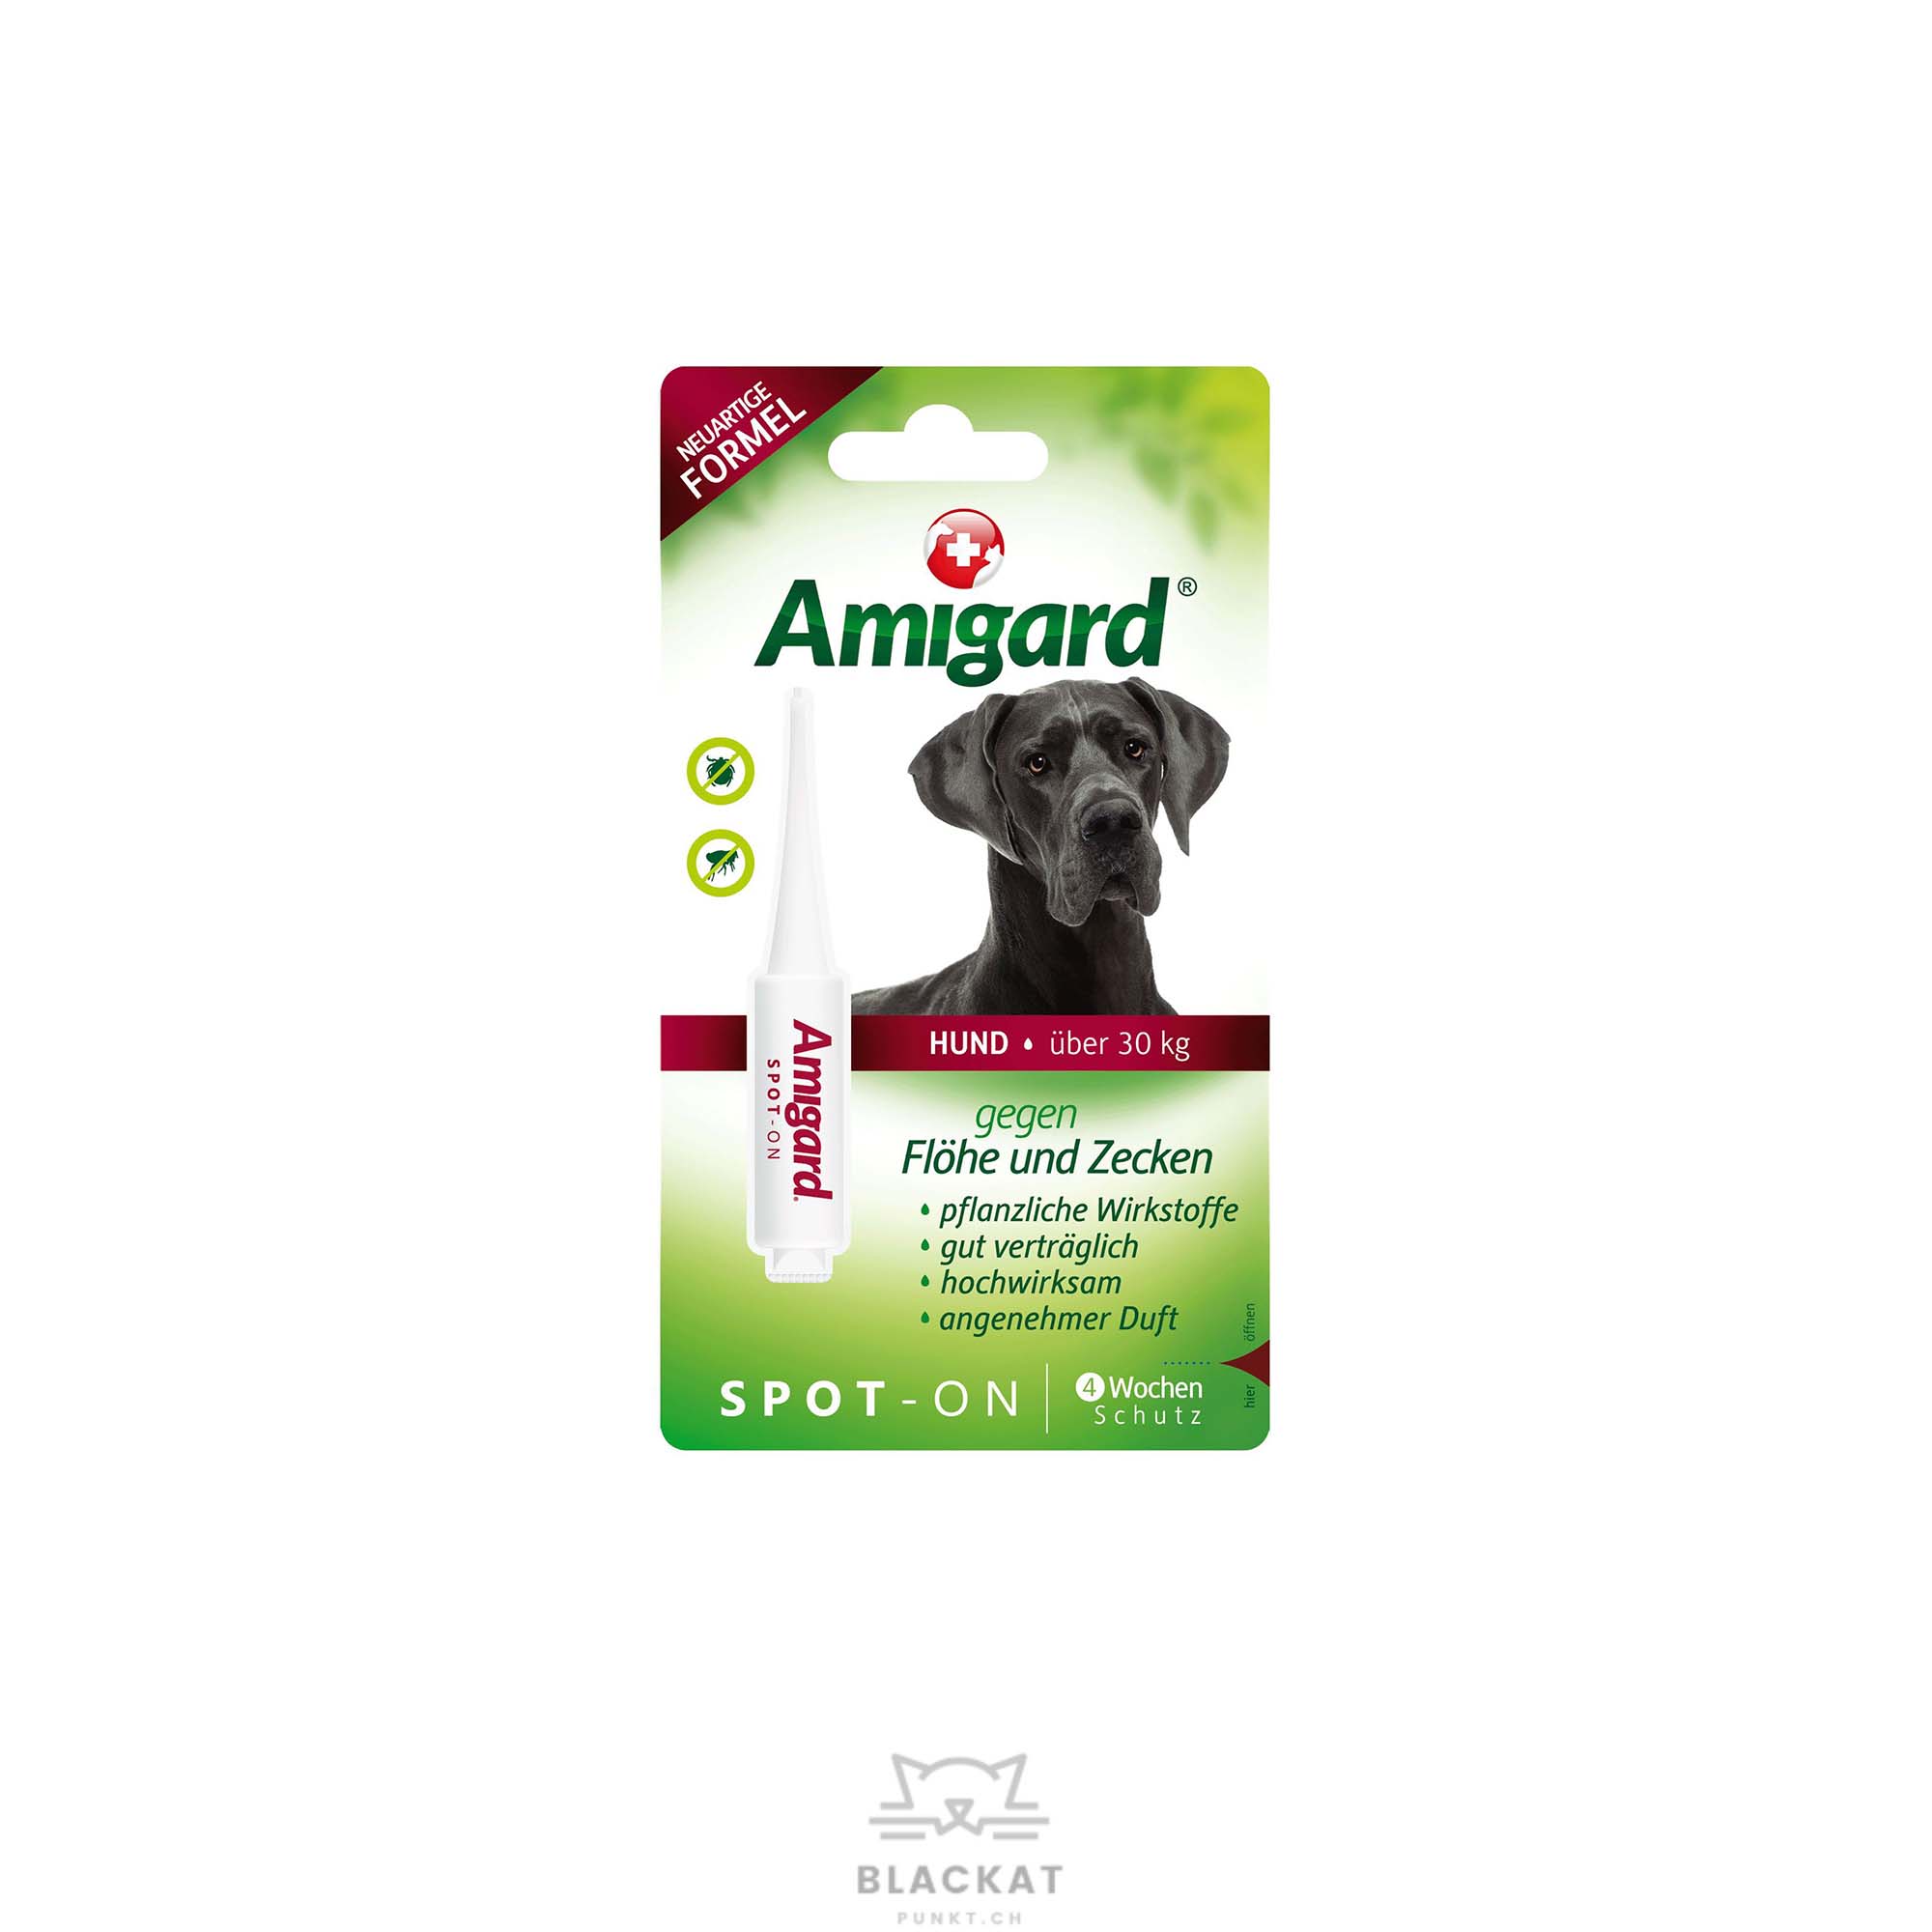 NEUARTIGE
FORMEL
Amigard®
Amigard®
SPOT-ON
HUND • über 30 kg
gegen
Flöhe und Zecken
• pflanzliche Wirkstoffe
• gut verträglich
• hochwirksam
• angenehmer Duft
hier öffnen
SPOT-ON
4 Wochen
Schutz
BLACKAT
PUNKT.CH